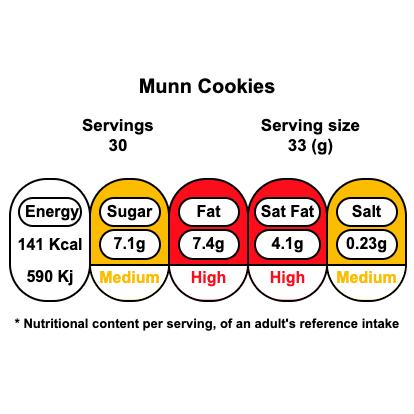 Munn Cookies
Servings
30
Serving size
33 (g)
Energy Sugar Fat Sat Fat Salt
141 Kcal 7.1g 7.4g 4.1g 0.23g
590 Kj Medium High High Medium
* Nutritional content per serving, of an adult's reference intake